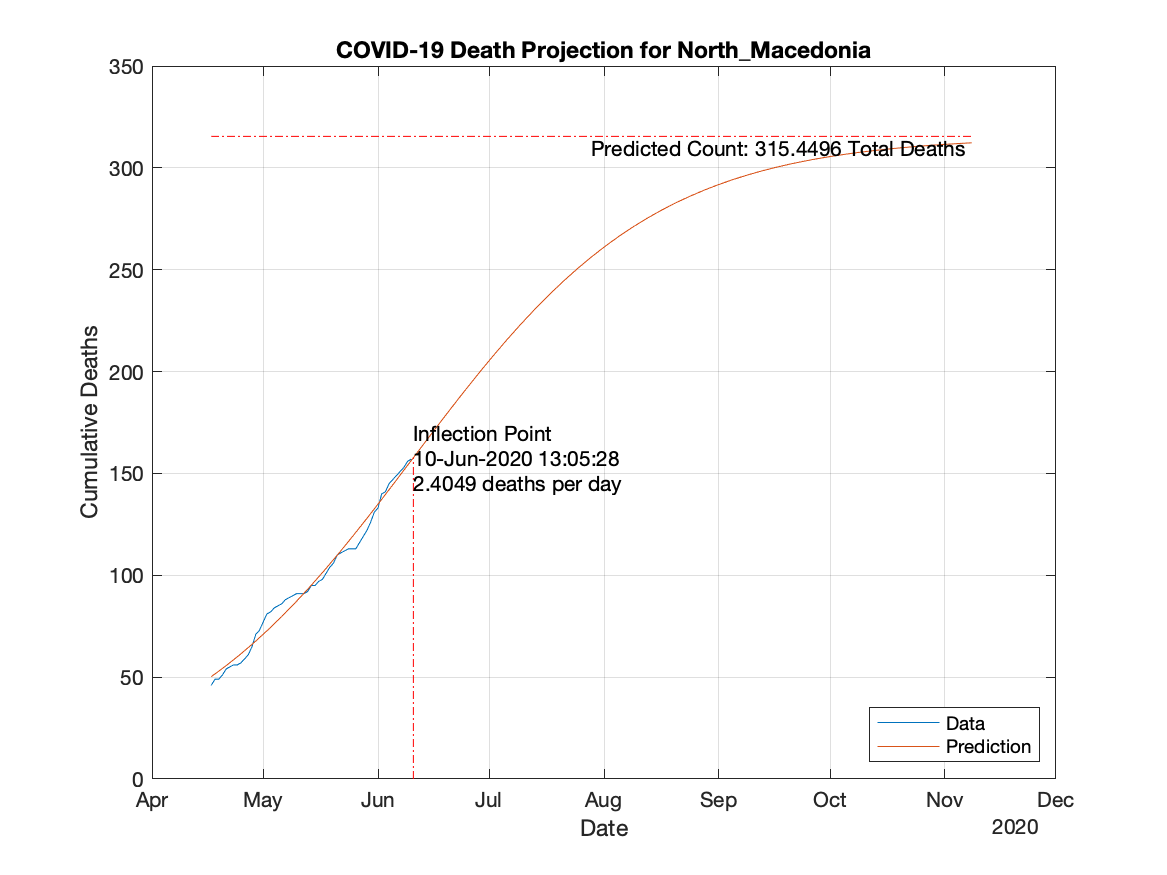 COVID-19 Death Projection for North_Macedonia
350
300
250
200
150
100
50
0
Cumulative Deaths
Predicted Count: 315.4496 Total Deaths
Inflection Point
10-Jun-2020 13:05:28
2.4049 deaths per day
Data
Prediction
Apr May Jun Jul Aug Sep Oct Nov Dec
Date
2020